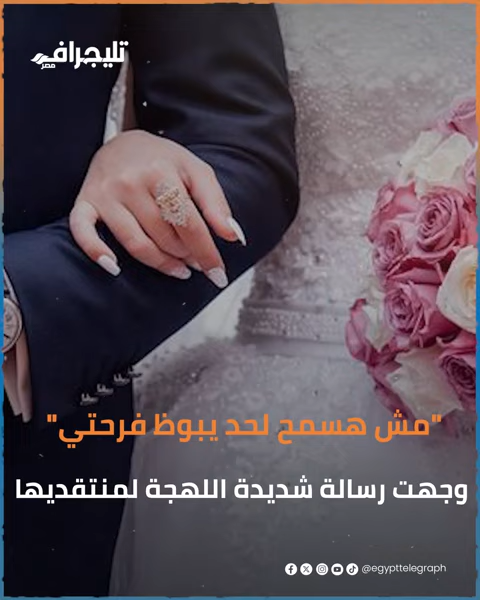 تليجراف
مصر
"مش هسمح لحد يبوظ فرحتي"
وجهت رسالة شديدة اللهجة لمنتقديها
@egypttelegraph